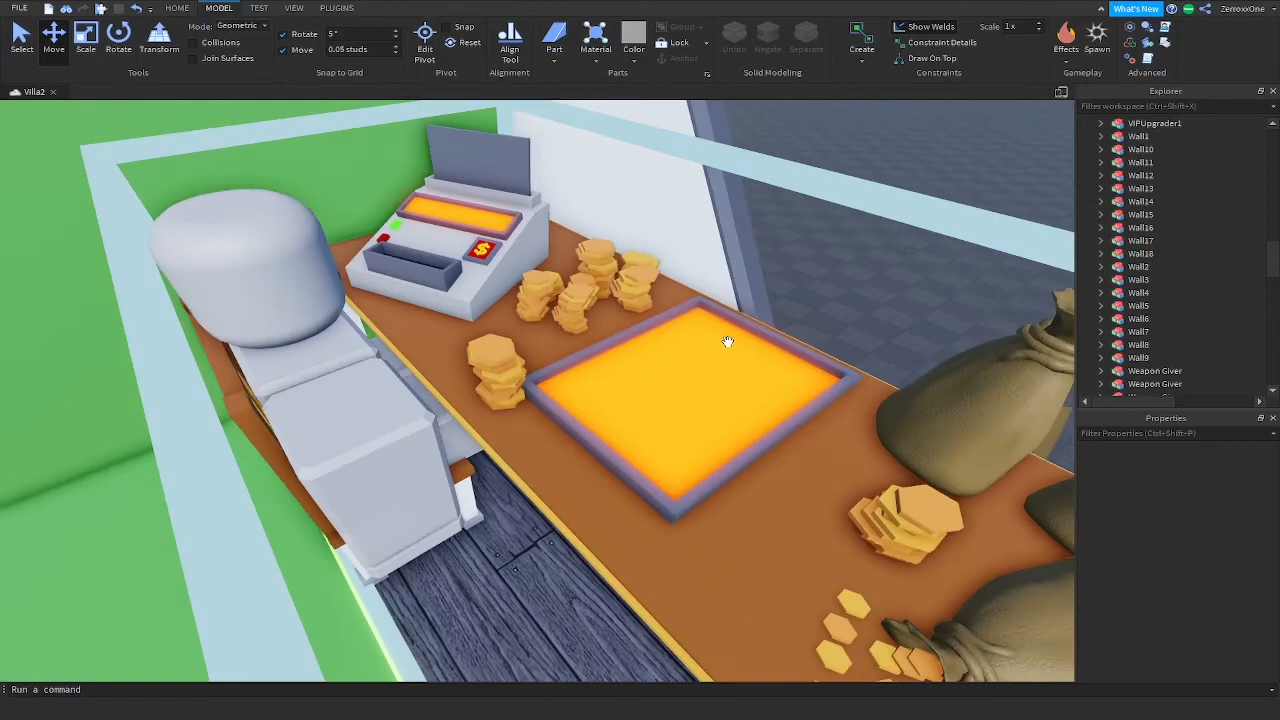 FILE HOME MODEL TEST VIEW PLUGINS What's New ZeroxxOne
Select Move Scale Rotate Transform
Mode: Geometric
Collisions
Join Surfaces
Tools
Rotate 5°
Move 0.05 studs
Snap to Grid
Edit Pivot
Snap
Reset
Pivot
Align Tool
Alignment
Part Material Color
Group
Lock
Anchor
Parts
Union Negate Separate
Solid Modeling
Create
Show Welds Scale 1x
Constraint Details
Draw On Top
Constraints
Effects Spawn
Gameplay
Advanced
Villa2
Explorer
Filter workspace (Ctrl+Shift+X)
VIPUpgrader1
Wall1
Wall10
Wall11
Wall12
Wall13
Wall14
Wall15
Wall16
Wall17
Wall18
Wall2
Wall3
Wall4
Wall5
Wall6
Wall7
Wall8
Wall9
Weapon Giver
Weapon Giver
Properties
Filter Properties (Ctrl+Shift+P)
$
Run a command